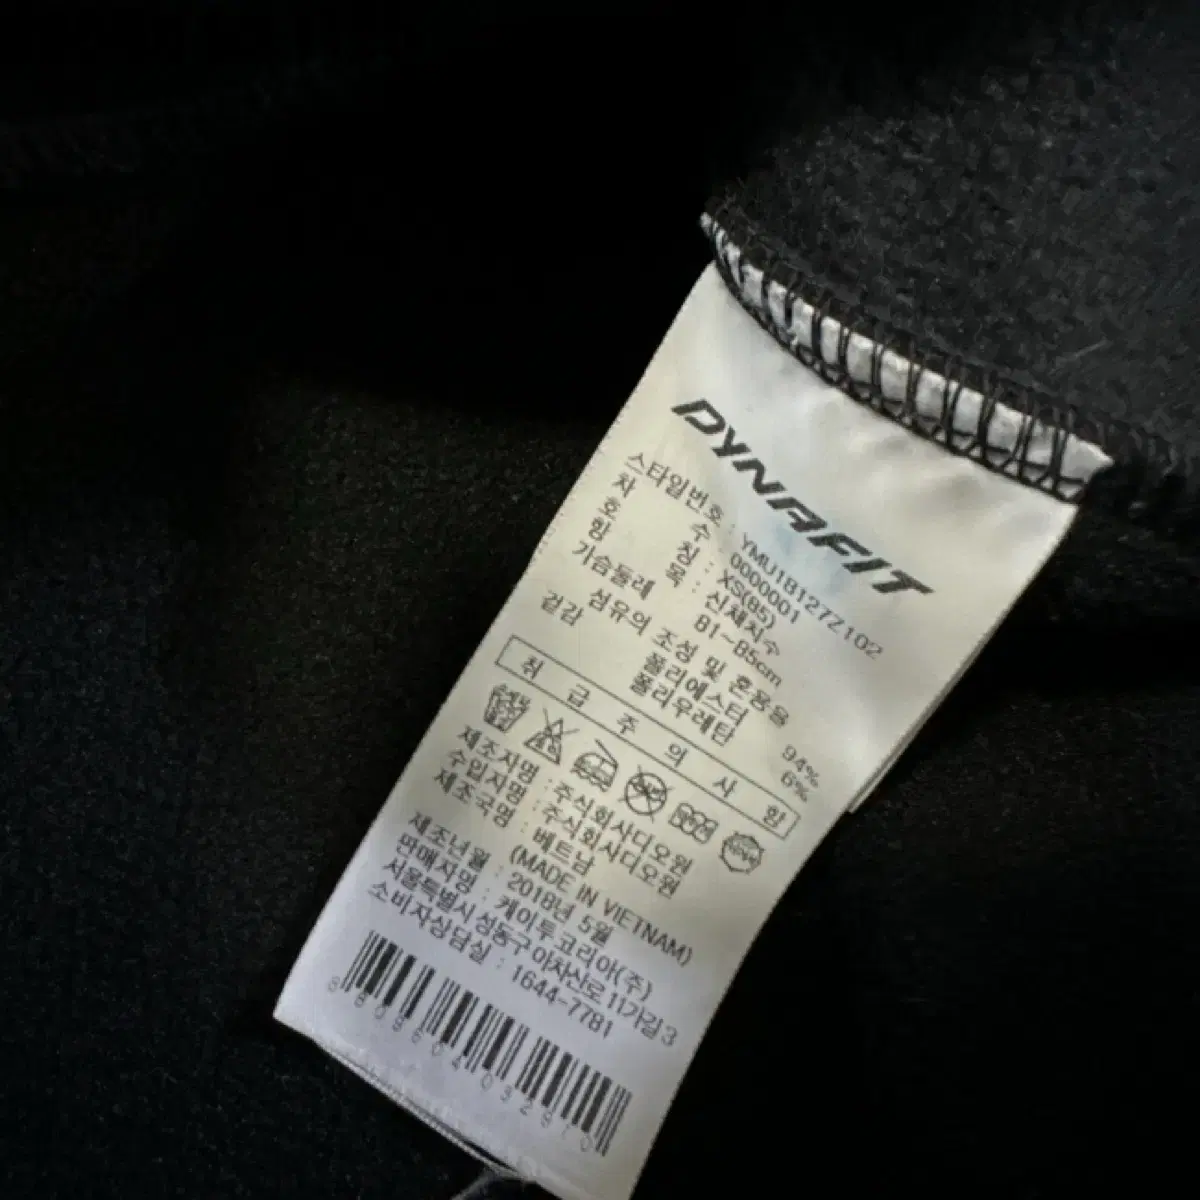 DYNAFIT
스타일번호 : YMU18127Z102
차 수 : 0000001
호 칭 : XS(85)
항 목 : 신체치수
가슴둘레 81~85cm
섬유의 조성 및 혼용율
겉감 폴리에스터 94%
폴리우레탄 6%
취 급 주 의 사 항
제조자명 : 주식회사디오원
수입자명 : 주식회사디오원
제조국명 : 베트남
(MADE IN VIETNAM)
제조년월 : 2018년 5월
판매자명 : 케이투코리아(주)
서울특별시 성동구 아차산로 11가길 3
소비자상담실 : 1644-7781